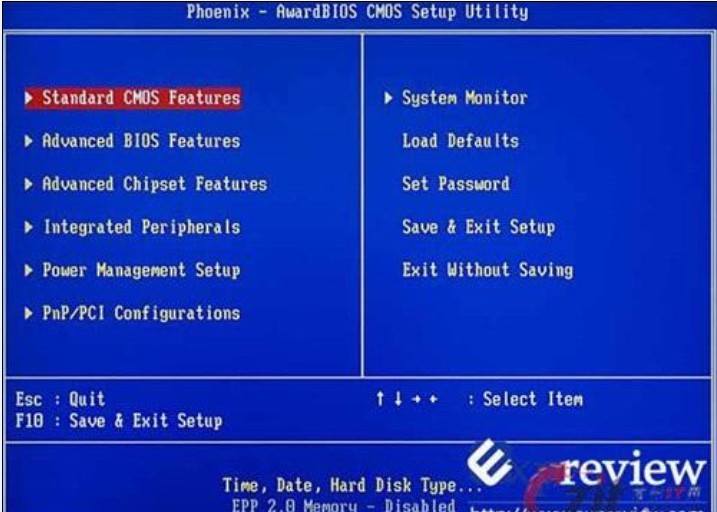 Phoenix - AwardBIOS CMOS Setup Utility
Standard CMOS Features
Advanced BIOS Features
Advanced Chipset Features
Integrated Peripherals
Power Management Setup
PnP/PCI Configurations
System Monitor
Load Defaults
Set Password
Save & Exit Setup
Exit Without Saving
Esc : Quit
F10 : Save & Exit Setup
↑ ↓ → ← : Select Item
Time, Date, Hard Disk Type...
EPP 2.0 Memory - Disabled
review